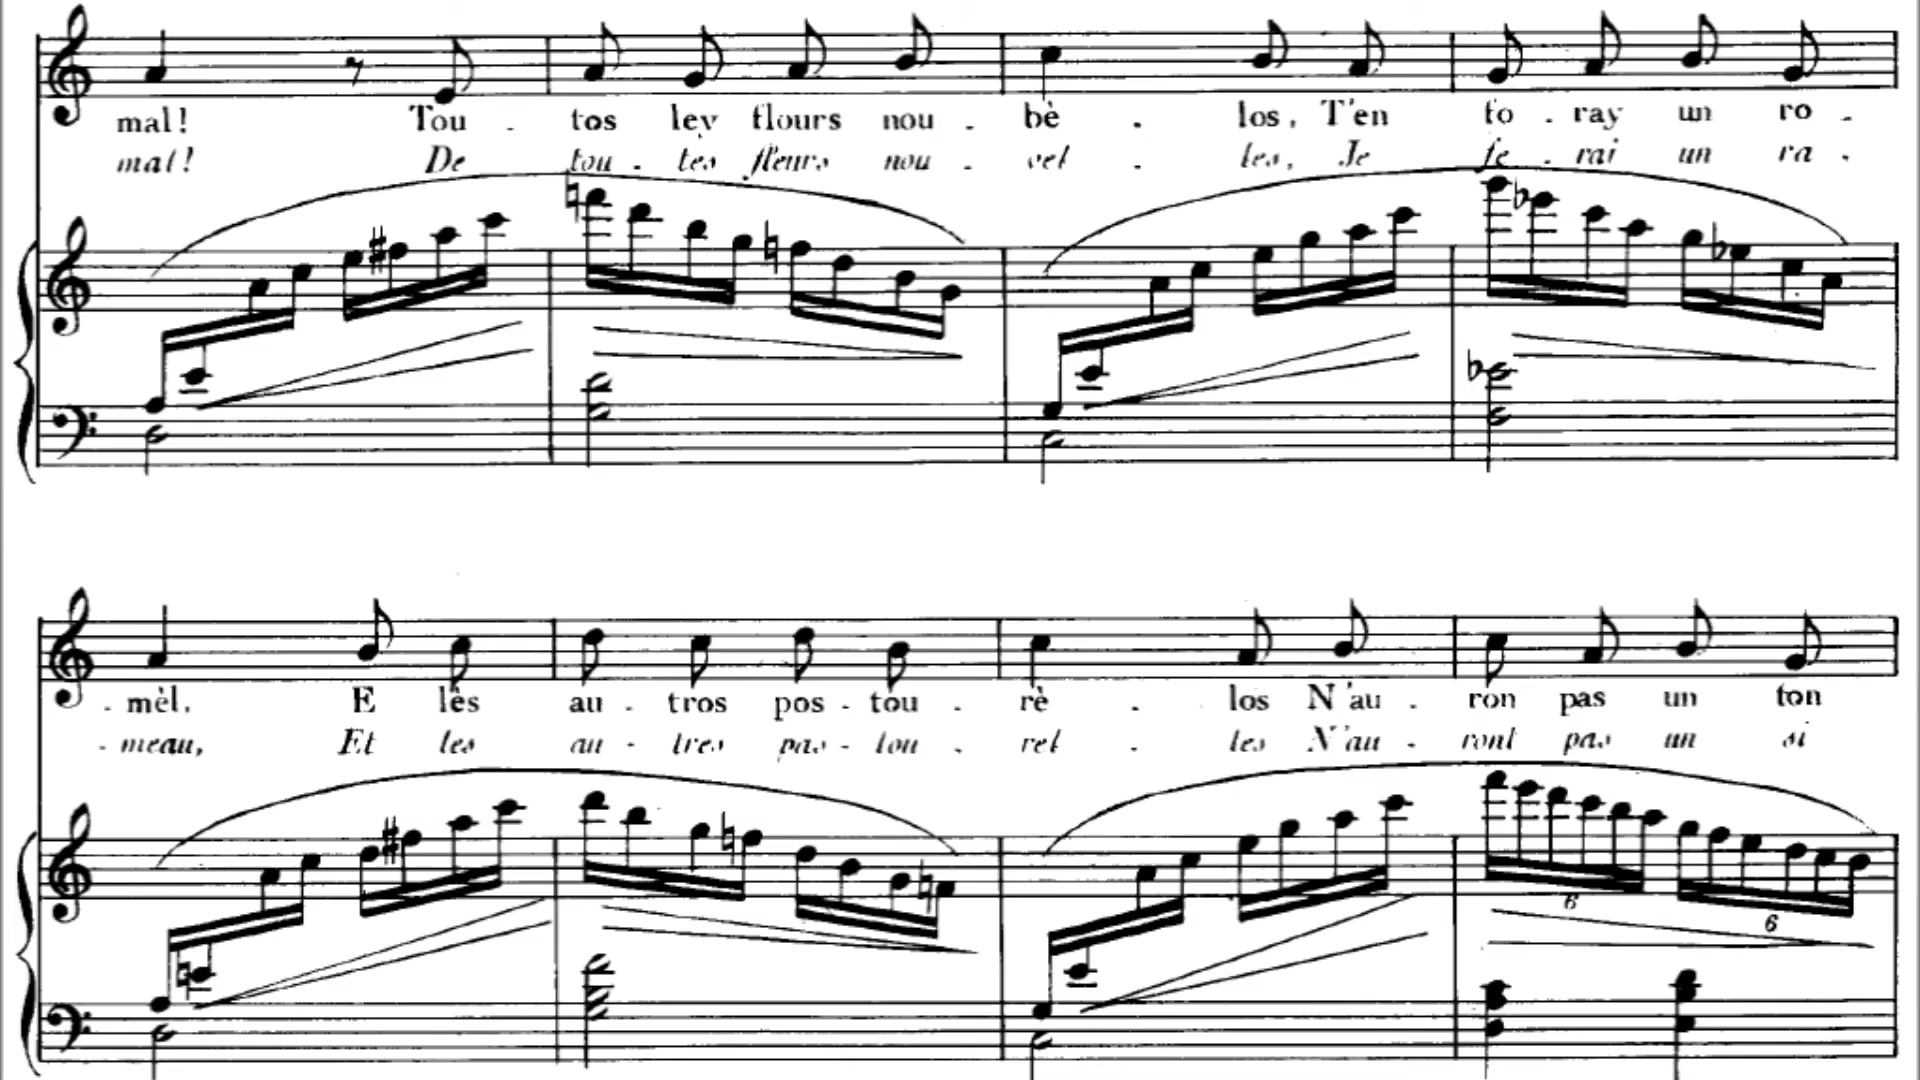 mal! Tou - tos ley flours nou - bè - los, T'en fo - ray un ro -
mal! De tou - tes fleurs nou - vel - les, Je fe - rai un ra -
- mèl, E lès au - tros pos - tou - rè - los N'au - ron pas un ton
- meau, Et les au - tres pas - tou - rel - les N'au - ront pas un si
6
6